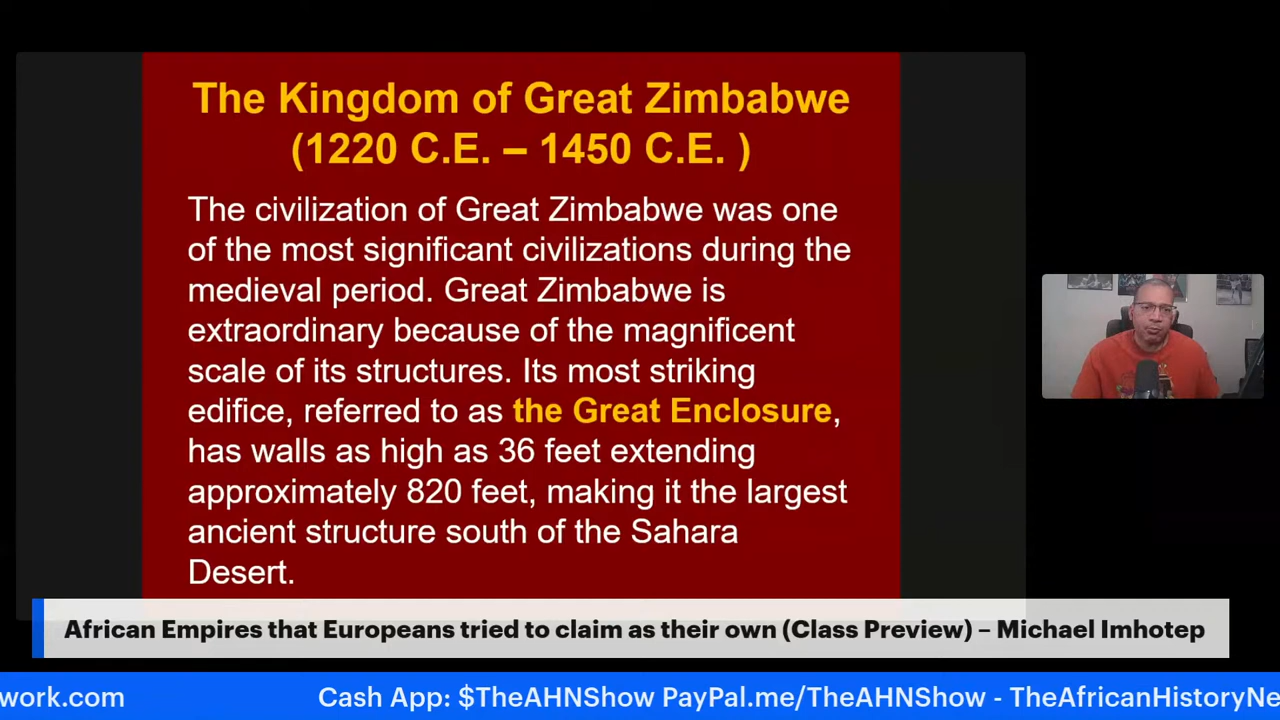 The Kingdom of Great Zimbabwe
(1220 C.E. – 1450 C.E. )
The civilization of Great Zimbabwe was one
of the most significant civilizations during the
medieval period. Great Zimbabwe is
extraordinary because of the magnificent
scale of its structures. Its most striking
edifice, referred to as the Great Enclosure,
has walls as high as 36 feet extending
approximately 820 feet, making it the largest
ancient structure south of the Sahara
Desert.
African Empires that Europeans tried to claim as their own (Class Preview) – Michael Imhotep
work.com Cash App: $TheAHNShow PayPal.me/TheAHNShow - TheAfricanHistoryNe